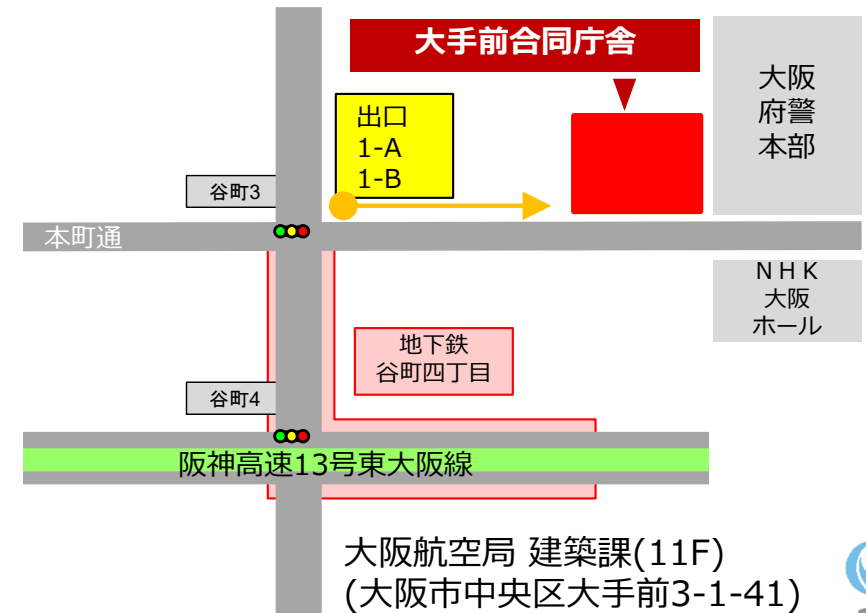 大手前合同庁舎
大阪
府警
本部
出口
1-A
1-B
谷町3
本町通
ＮＨＫ
大阪
ホール
地下鉄
谷町四丁目
谷町4
阪神高速13号東大阪線
大阪航空局 建築課(11F)
(大阪市中央区大手前3-1-41)